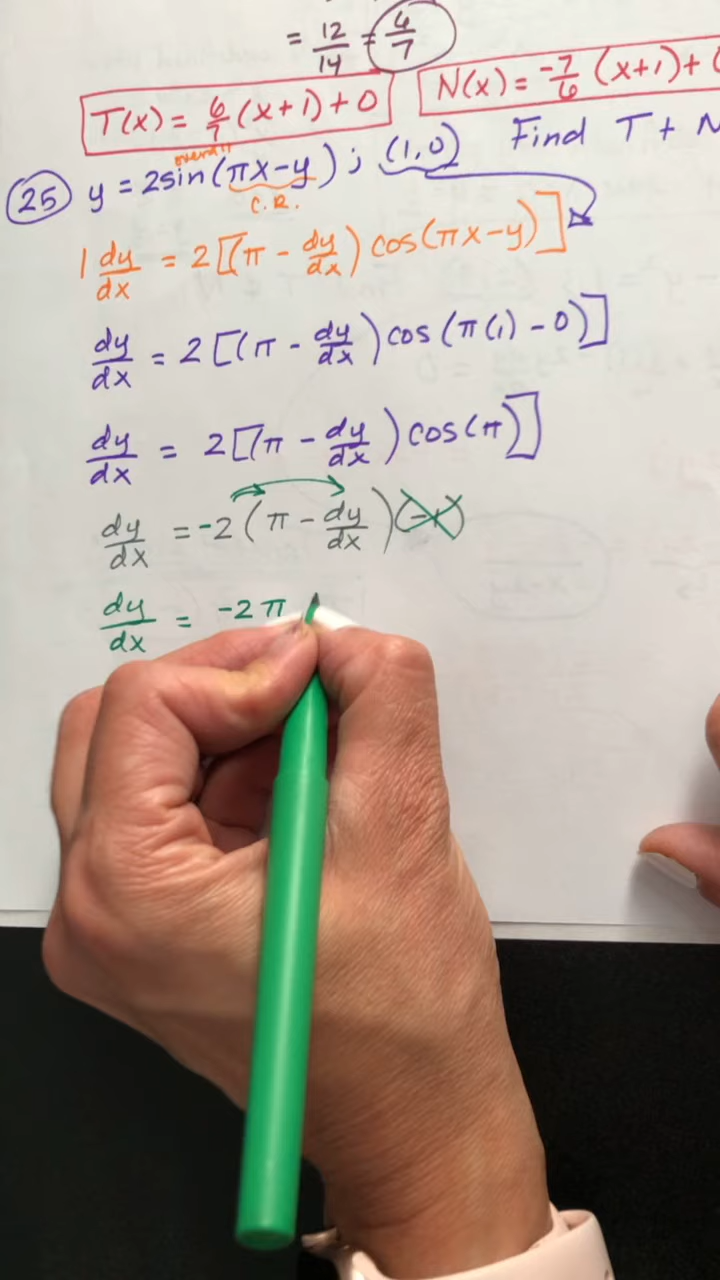 = 12/14 = 6/7
T(x) = 6/7 (x+1) + 0 N(x) = -7/6 (x+1) +
overall
25 y = 2sin(πx-y) ; (1,0) Find T + N
C.R.
1 dy/dx = 2[(π - dy/dx) cos(πx-y)]
dy/dx = 2[(π - dy/dx) cos(π(1) - 0)]
dy/dx = 2[(π - dy/dx) cos(π)]
dy/dx = -2(π - dy/dx)(-1)
dy/dx = -2π